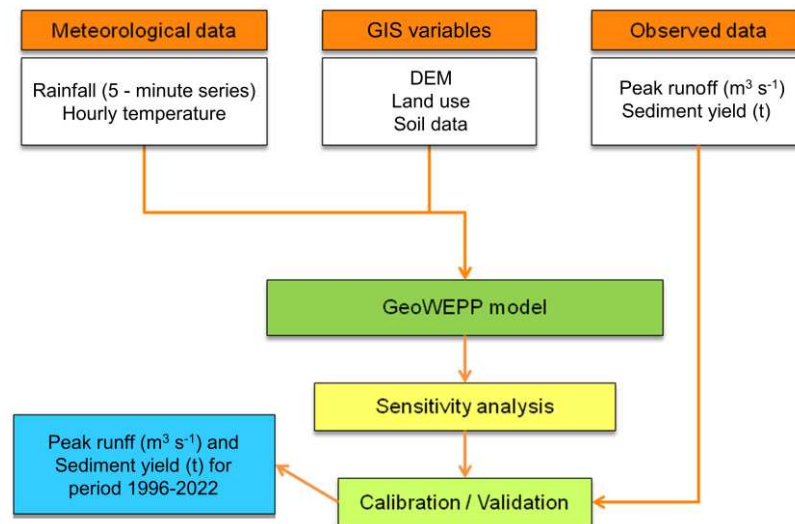 Meteorological data
Rainfall (5 - minute series)
Hourly temperature
GIS variables
DEM
Land use
Soil data
Observed data
Peak runoff (m³ s⁻¹)
Sediment yield (t)
GeoWEPP model
Sensitivity analysis
Calibration / Validation
Peak runff (m³ s⁻¹) and
Sediment yield (t) for
period 1996-2022